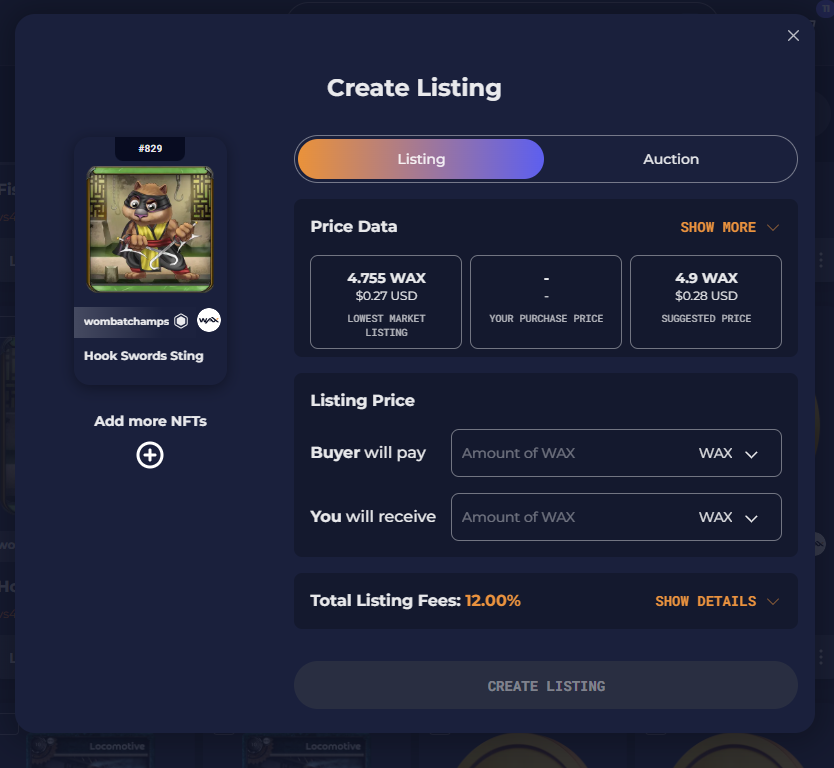 Create Listing
#829
wombatchamps
WAX
Hook Swords Sting
Add more NFTs
Listing
Auction
Price Data
SHOW MORE
4.755 WAX
$0.27 USD
LOWEST MARKET
LISTING
-
-
YOUR PURCHASE PRICE
4.9 WAX
$0.28 USD
SUGGESTED PRICE
Listing Price
Buyer will pay
Amount of WAX
WAX
You will receive
Amount of WAX
WAX
Total Listing Fees: 12.00%
SHOW DETAILS
CREATE LISTING
Locomotive
Locomotive